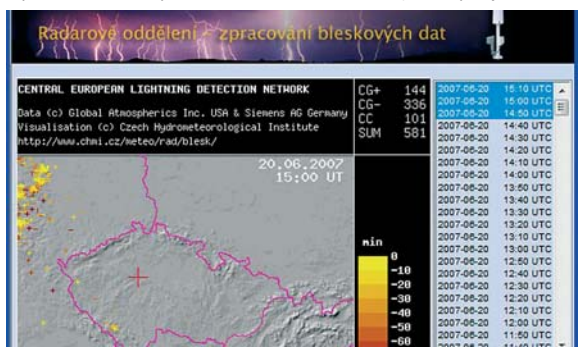 Radarové oddělení - zpracování bleskových dat
CENTRAL EUROPEAN LIGHTNING DETECTION NETWORK
Data (c) Global Atmospherics Inc. USA & Siemens AG Germany
Visualisation (c) Czech Hydrometeorological Institute
http://www.chmi.cz/meteo/rad/blesk/
CG+ 144
CG- 336
CC 101
SUM 581
20.06.2007
15:00 UT
min
0
-10
-20
-30
-40
-50
-60
2007-06-20 15:10 UTC
2007-06-20 15:00 UTC
2007-06-20 14:50 UTC
2007-06-20 14:40 UTC
2007-06-20 14:30 UTC
2007-06-20 14:20 UTC
2007-06-20 14:10 UTC
2007-06-20 14:00 UTC
2007-06-20 13:50 UTC
2007-06-20 13:40 UTC
2007-06-20 13:30 UTC
2007-06-20 13:20 UTC
2007-06-20 13:10 UTC
2007-06-20 13:00 UTC
2007-06-20 12:50 UTC
2007-06-20 12:40 UTC
2007-06-20 12:30 UTC
2007-06-20 12:20 UTC
2007-06-20 12:10 UTC
2007-06-20 12:00 UTC
2007-06-20 11:50 UTC
2007-06-20 11:40 UTC